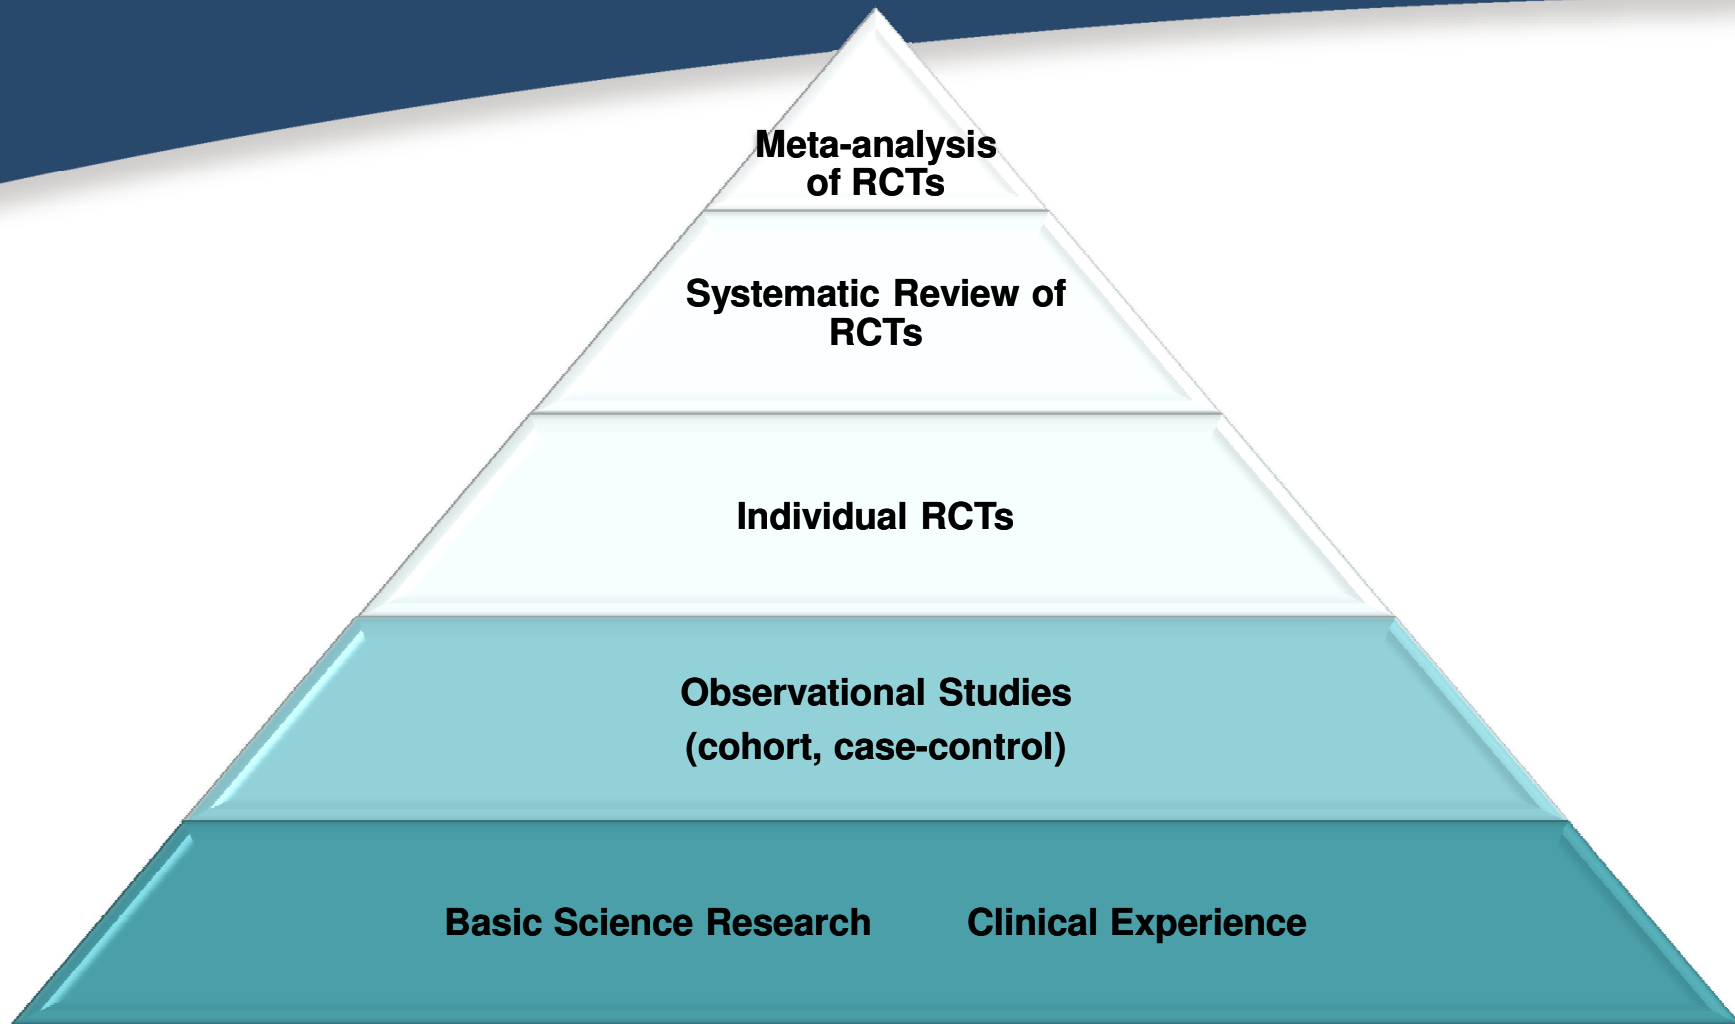 Meta-analysis
of RCTs
Systematic Review of
RCTs
Individual RCTs
Observational Studies
(cohort, case-control)
Basic Science Research Clinical Experience